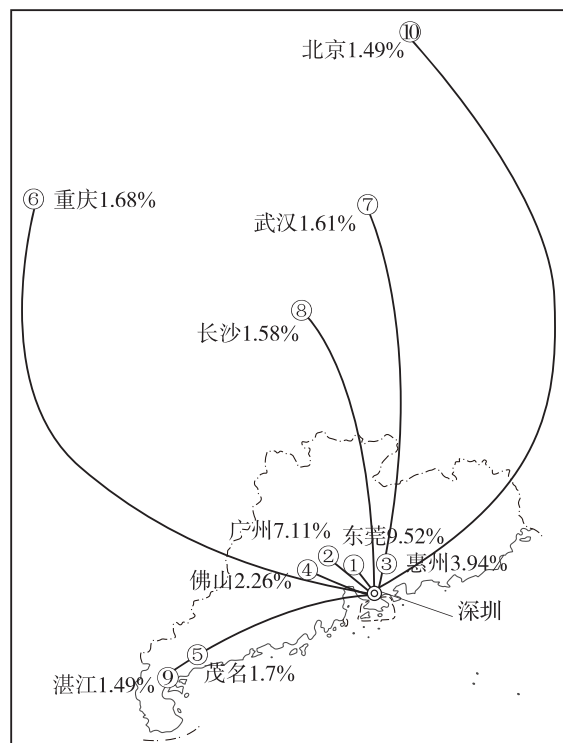 ⑩
北京1.49%
⑥ 重庆1.68%
⑦
武汉1.61%
⑧
长沙1.58%
广州7.11%
东莞9.52%
②
①
③
惠州3.94%
④
佛山2.26%
深圳
⑤
茂名1.7%
⑨
湛江1.49%